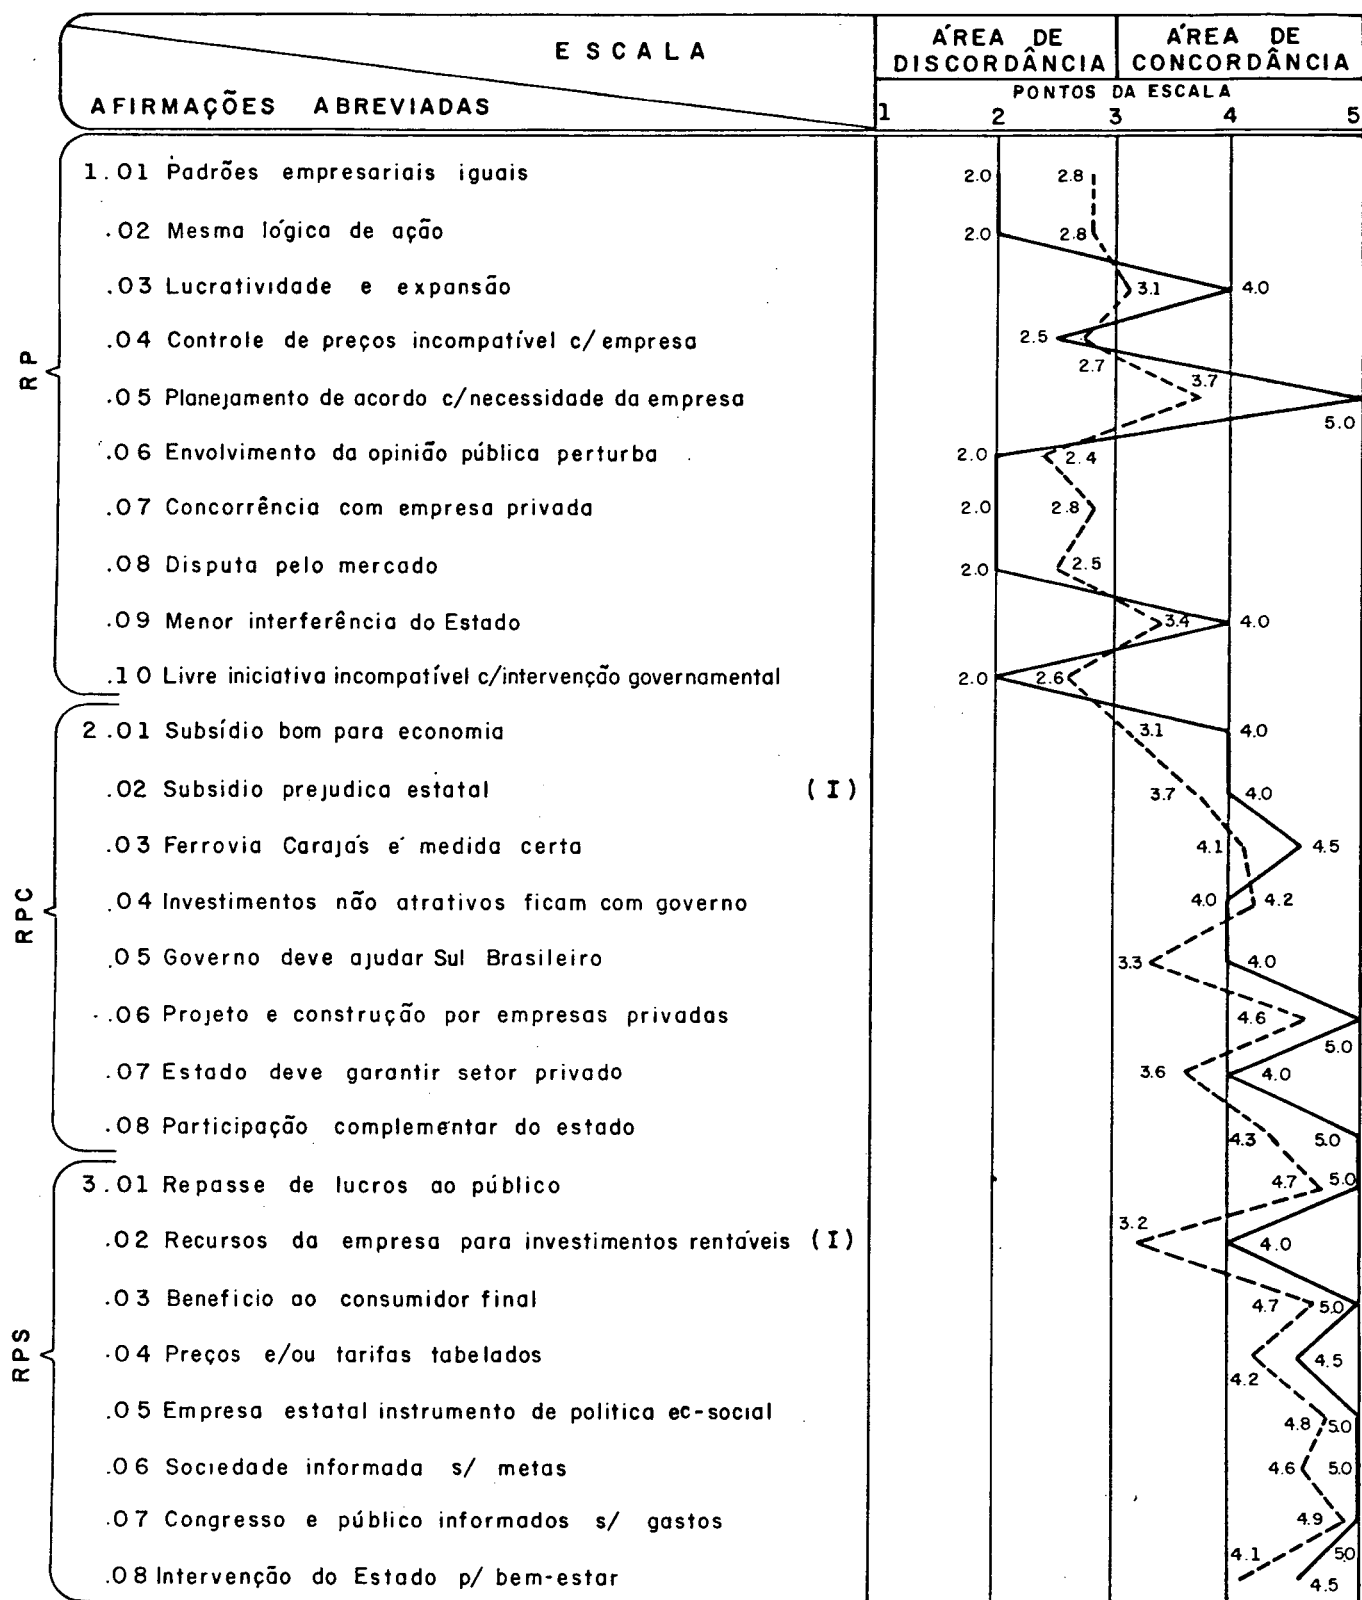 ESCALA
ÁREA DE DISCORDÂNCIA
ÁREA DE CONCORDÂNCIA
AFIRMAÇÕES ABREVIADAS
PONTOS DA ESCALA
1 2 3 4 5
RP
1.01 Padrões empresariais iguais 2.0 2.8
.02 Mesma lógica de ação 2.0 2.8
.03 Lucratividade e expansão 3.1 4.0
.04 Controle de preços incompatível c/empresa 2.5 2.7
.05 Planejamento de acordo c/necessidade da empresa 3.7 5.0
.06 Envolvimento da opinião pública perturba 2.0 2.4
.07 Concorrência com empresa privada 2.0 2.8
.08 Disputa pelo mercado 2.0 2.5
.09 Menor interferência do Estado 3.4 4.0
.10 Livre iniciativa incompatível c/intervenção governamental 2.0 2.6
RPC
2.01 Subsídio bom para economia 3.1 4.0
.02 Subsidio prejudica estatal (I) 3.7 4.0
.03 Ferrovia Carajás é medida certa 4.1 4.5
.04 Investimentos não atrativos ficam com governo 4.0 4.2
.05 Governo deve ajudar Sul Brasileiro 3.3 4.0
.06 Projeto e construção por empresas privadas 4.6 5.0
.07 Estado deve garantir setor privado 3.6 4.0
.08 Participação complementar do estado 4.3 5.0
RPS
3.01 Repasse de lucros ao público 4.7 5.0
.02 Recursos da empresa para investimentos rentáveis (I) 3.2 4.0
.03 Beneficio ao consumidor final 4.7 5.0
.04 Preços e/ou tarifas tabelados 4.2 4.5
.05 Empresa estatal instrumento de politica ec-social 4.8 5.0
.06 Sociedade informada s/ metas 4.6 5.0
.07 Congresso e público informados s/ gastos 4.9 5.0
.08 Intervenção do Estado p/ bem-estar 4.1 4.5